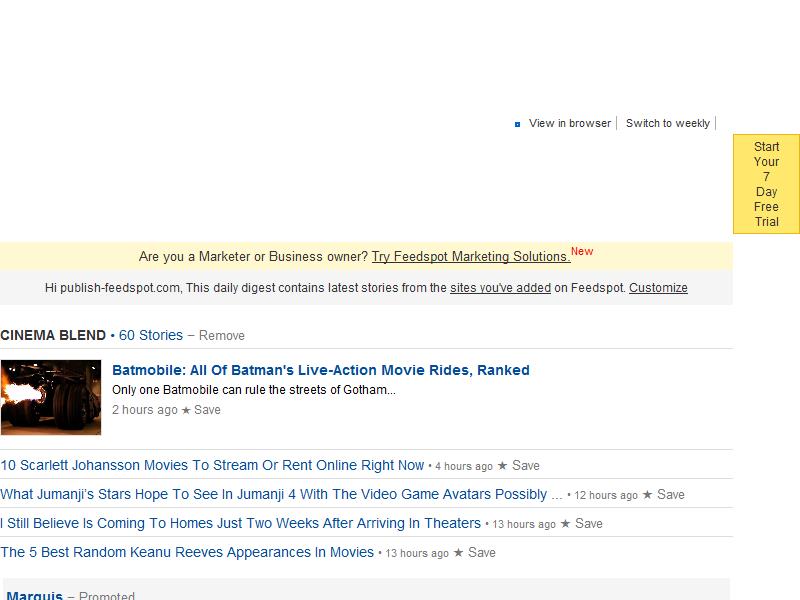 View in browser
Switch to weekly
Start
Your
7
Day
Free
Trial
Are you a Marketer or Business owner? Try Feedspot Marketing Solutions. New
Hi publish-feedspot.com, This daily digest contains latest stories from the sites you've added on Feedspot. Customize
CINEMA BLEND • 60 Stories – Remove
Batmobile: All Of Batman's Live-Action Movie Rides, Ranked
Only one Batmobile can rule the streets of Gotham...
2 hours ago ★ Save
10 Scarlett Johansson Movies To Stream Or Rent Online Right Now • 4 hours ago ★ Save
What Jumanji's Stars Hope To See In Jumanji 4 With The Video Game Avatars Possibly ... • 12 hours ago ★ Save
I Still Believe Is Coming To Homes Just Two Weeks After Arriving In Theaters • 13 hours ago ★ Save
The 5 Best Random Keanu Reeves Appearances In Movies • 13 hours ago ★ Save
Marquis – Promoted